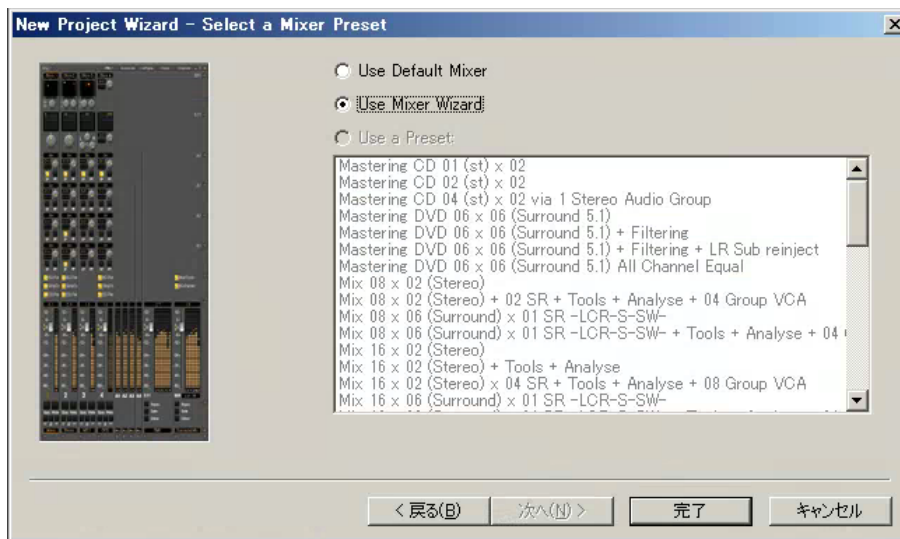 New Project Wizard - Select a Mixer Preset
Use Default Mixer
Use Mixer Wizard
Use a Preset:
Mastering CD 01 (st) x 02
Mastering CD 02 (st) x 02
Mastering CD 04 (st) x 02 via 1 Stereo Audio Group
Mastering DVD 06 x 06 (Surround 5.1)
Mastering DVD 06 x 06 (Surround 5.1) + Filtering
Mastering DVD 06 x 06 (Surround 5.1) + Filtering + LR Sub reinject
Mastering DVD 06 x 06 (Surround 5.1) All Channel Equal
Mix 08 x 02 (Stereo)
Mix 08 x 02 (Stereo) + 02 SR + Tools + Analyse + 04 Group VCA
Mix 08 x 06 (Surround) x 01 SR -LCR-S-SW-
Mix 08 x 06 (Surround) x 01 SR -LCR-S-SW- + Tools + Analyse + 04
Mix 16 x 02 (Stereo)
Mix 16 x 02 (Stereo) + Tools + Analyse
Mix 16 x 02 (Stereo) x 04 SR + Tools + Analyse + 08 Group VCA
Mix 16 x 06 (Surround) x 01 SR -LCR-S-SW-
< 戻る(B)
次へ(N) >
完了
キャンセル